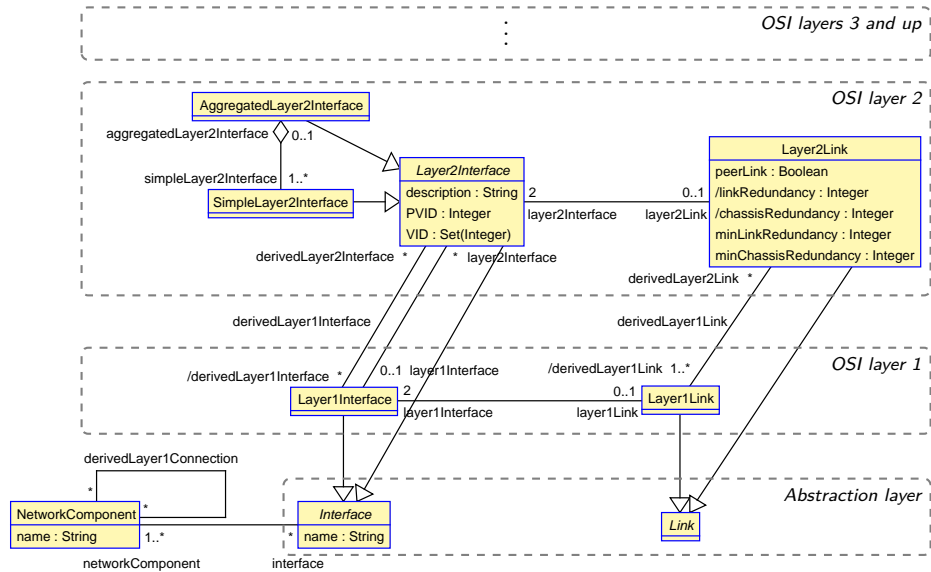 OSI layers 3 and up
OSI layer 2
AggregatedLayer2Interface
aggregatedLayer2Interface
0..1
simpleLayer2Interface
1..*
SimpleLayer2Interface
Layer2Interface
description : String
PVID : Integer
VID : Set(Integer)
2
layer2Interface
0..1
layer2Link
Layer2Link
peerLink : Boolean
/linkRedundancy : Integer
/chassisRedundancy : Integer
minLinkRedundancy : Integer
minChassisRedundancy : Integer
derivedLayer2Interface *
* layer2Interface
derivedLayer2Link *
derivedLayer1Interface
derivedLayer1Link
OSI layer 1
/derivedLayer1Interface *
0..1 layer1Interface
/derivedLayer1Link 1..*
Layer1Interface
2
layer1Interface
0..1
layer1Link
Layer1Link
derivedLayer1Connection
*
*
NetworkComponent
name : String
1..*
networkComponent
*
interface
Abstraction layer
Interface
name : String
Link